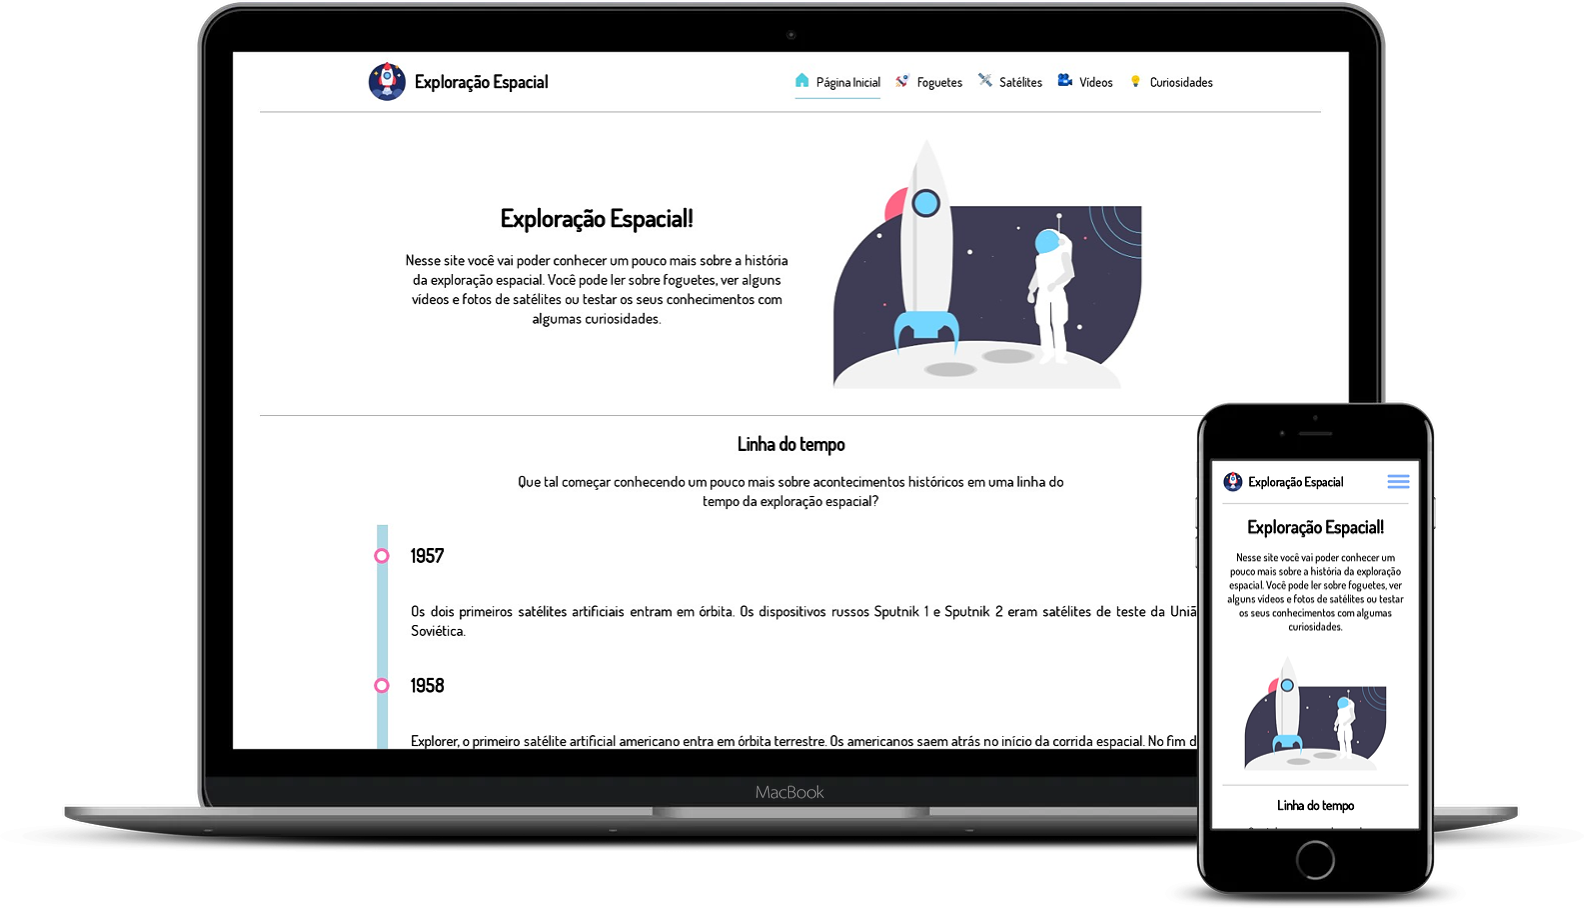 Exploração Espacial
Página Inicial
Foguetes
Satélites
Vídeos
Curiosidades
Exploração Espacial!
Nesse site você vai poder conhecer um pouco mais sobre a história
da exploração espacial. Você pode ler sobre foguetes, ver alguns
vídeos e fotos de satélites ou testar os seus conhecimentos com
algumas curiosidades.
Linha do tempo
Que tal começar conhecendo um pouco mais sobre acontecimentos históricos em uma linha do
tempo da exploração espacial?
1957
Os dois primeiros satélites artificiais entram em órbita. Os dispositivos russos Sputnik 1 e Sputnik 2 eram satélites de teste da Uniã
Soviética.
1958
Explorer, o primeiro satélite artificial americano entra em órbita terrestre. Os americanos saem atrás no início da corrida espacial. No fim d
MacBook
Exploração Espacial
Exploração Espacial!
Nesse site você vai poder conhecer um
pouco mais sobre a história da exploração
espacial. Você pode ler sobre foguetes, ver
alguns vídeos e fotos de satélites ou testar
os seus conhecimentos com algumas
curiosidades.
Linha do tempo